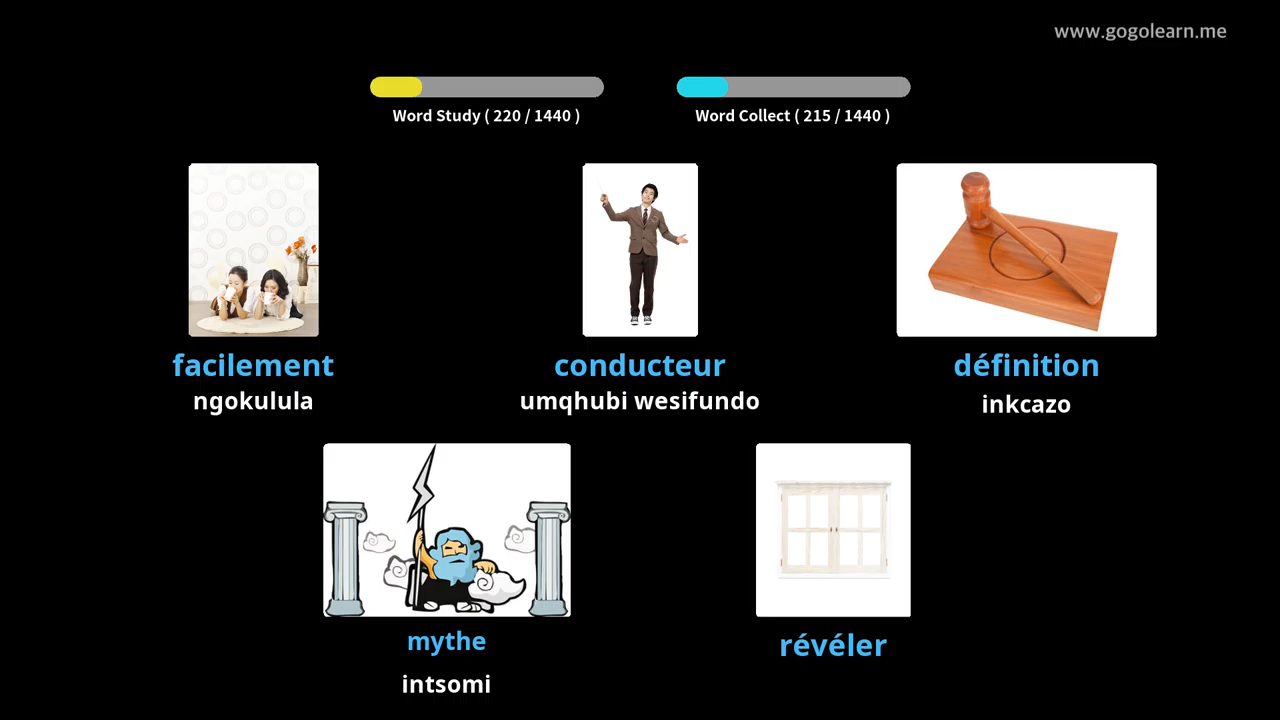 www.gogolearn.me
Word Study ( 220 / 1440 )
Word Collect ( 215 / 1440 )
facilement
ngokulula
conducteur
umqhubi wesifundo
définition
inkcazo
mythe
intsomi
révéler